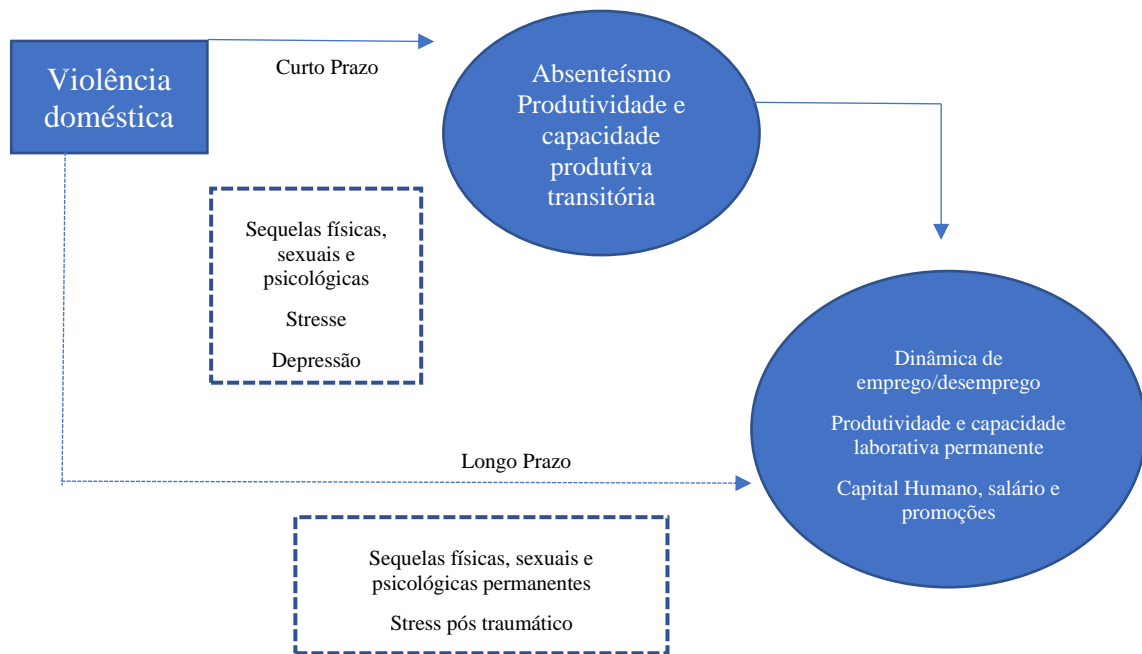 Violência
doméstica
Curto Prazo
Absenteísmo
Produtividade e
capacidade
produtiva
transitória
Sequelas físicas,
sexuais e
psicológicas
Stresse
Depressão
Dinâmica de
emprego/desemprego
Produtividade e capacidade
laborativa permanente
Capital Humano, salário e
promoções
Longo Prazo
Sequelas físicas, sexuais e
psicológicas permanentes
Stress pós traumático